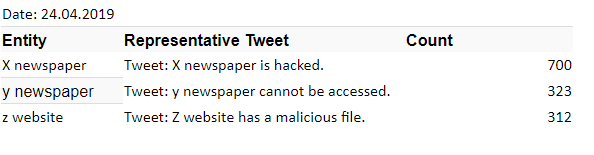 Date: 24.04.2019
Entity Representative Tweet Count
X newspaper Tweet: X newspaper is hacked. 700
y newspaper Tweet: y newspaper cannot be accessed. 323
z website Tweet: Z website has a malicious file. 312